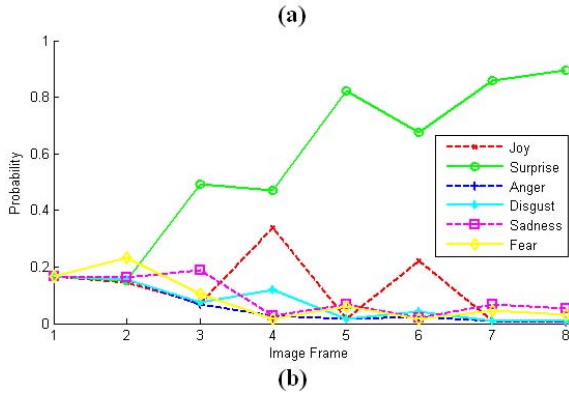 (a)
1
0.8
0.6
0.4
0.2
0
Probability
Joy
Surprise
Anger
Disgust
Sadness
Fear
1 2 3 4 5 6 7 8
Image Frame
(b)